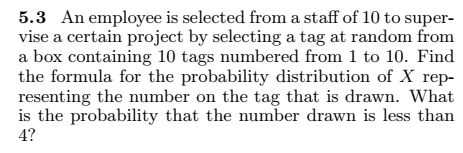 5.3 An employee is selected from a staff of 10 to super-
vise a certain project by selecting a tag at random from
a box containing 10 tags numbered from 1 to 10. Find
the formula for the probability distribution of X rep-
resenting the number on the tag that is drawn. What
is the probability that the number drawn is less than
4?